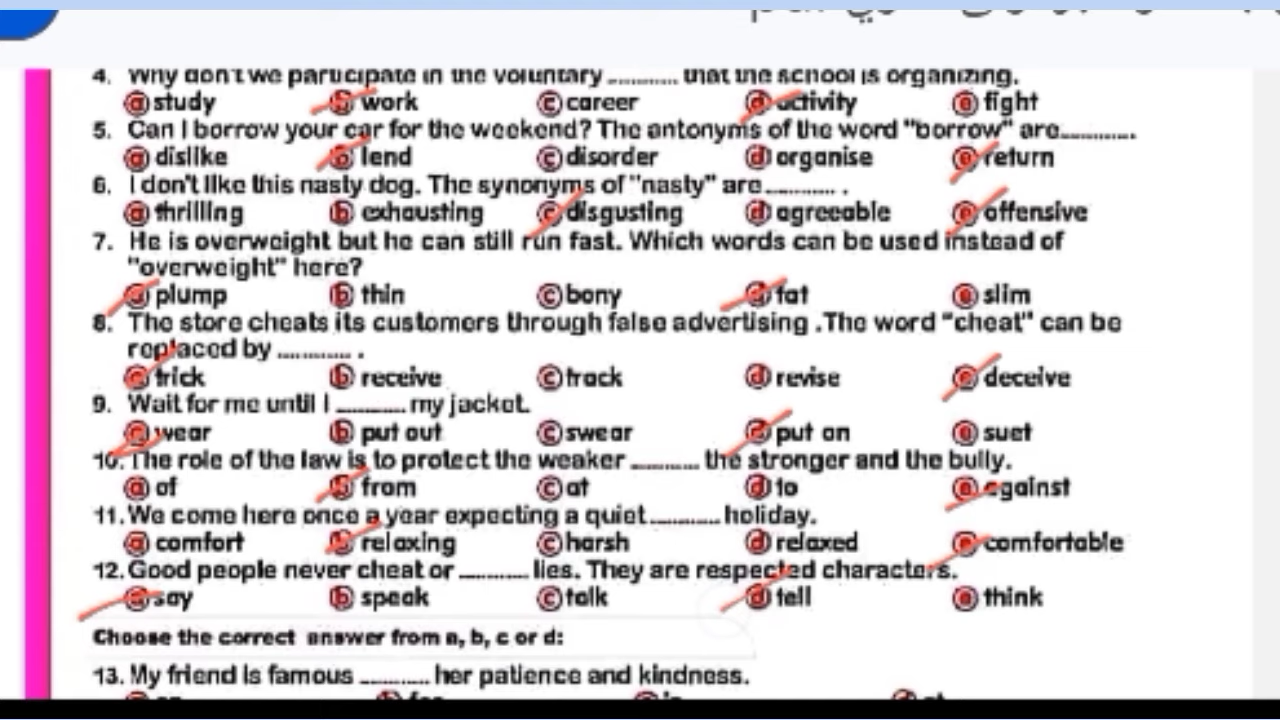 4. Why don't we participate in the voluntary ............ that the school is organizing.
ⓐ study ⓑ work ⓒ career ⓓ activity ⓔ fight
5. Can I borrow your car for the weekend? The antonyms of the word "borrow" are............
ⓐ dislike ⓑ lend ⓒ disorder ⓓ organise ⓔ return
6. I don't like this nasty dog. The synonyms of "nasty" are ............ .
ⓐ thrilling ⓑ exhausting ⓒ disgusting ⓓ agreeable ⓔ offensive
7. He is overweight but he can still run fast. Which words can be used instead of
"overweight" here?
ⓐ plump ⓑ thin ⓒ bony ⓓ fat ⓔ slim
8. The store cheats its customers through false advertising .The word "cheat" can be
replaced by ............ .
ⓐ trick ⓑ receive ⓒ track ⓓ revise ⓔ deceive
9. Wait for me until I ............ my jacket.
ⓐ wear ⓑ put out ⓒ swear ⓓ put on ⓔ suet
10. The role of the law is to protect the weaker ............ the stronger and the bully.
ⓐ of ⓑ from ⓒ at ⓓ to ⓔ against
11. We come here once a year expecting a quiet ............ holiday.
ⓐ comfort ⓑ relaxing ⓒ harsh ⓓ relaxed ⓔ comfortable
12. Good people never cheat or ............ lies. They are respected characters.
ⓐ say ⓑ speak ⓒ talk ⓓ tell ⓔ think
Choose the correct answer from a, b, c or d:
13. My friend is famous ............ her patience and kindness.